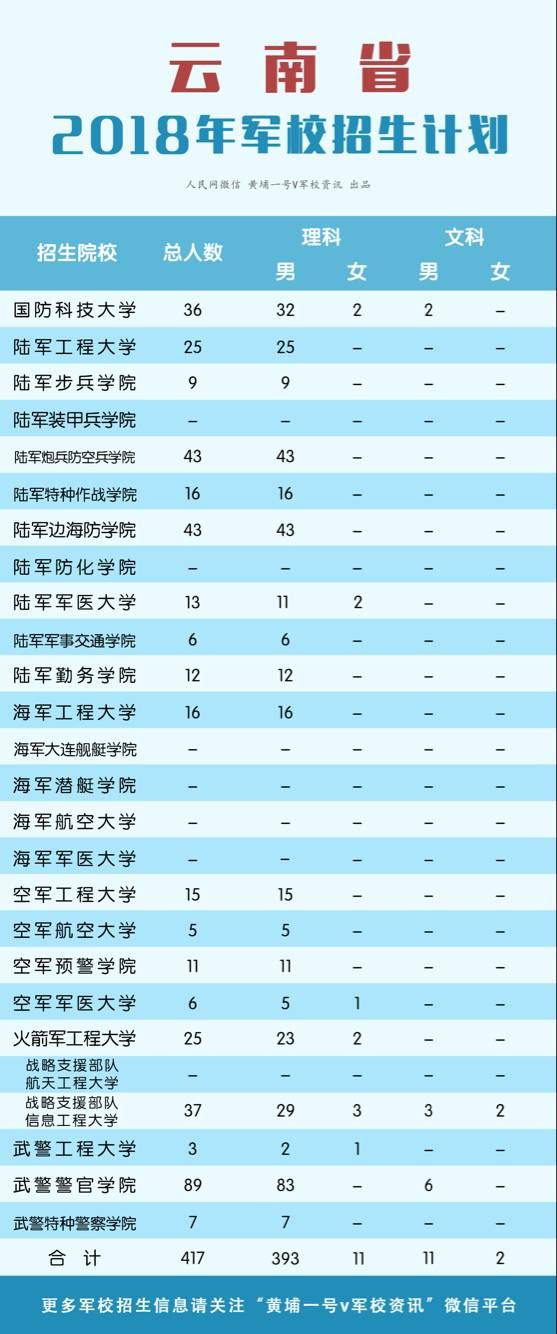 云南省
2018年军校招生计划
人民网微信 黄埔一号V军校资讯 出品
招生院校 总人数 理科 文科
男 女 男 女
国防科技大学 36 32 2 2 –
陆军工程大学 25 25 – – –
陆军步兵学院 9 9 – – –
陆军装甲兵学院 – – – – –
陆军炮兵防空兵学院 43 43 – – –
陆军特种作战学院 16 16 – – –
陆军边海防学院 43 43 – – –
陆军防化学院 – – – – –
陆军军医大学 13 11 2 – –
陆军军事交通学院 6 6 – – –
陆军勤务学院 12 12 – – –
海军工程大学 16 16 – – –
海军大连舰艇学院 – – – – –
海军潜艇学院 – – – – –
海军航空大学 – – – – –
海军军医大学 – – – – –
空军工程大学 15 15 – – –
空军航空大学 5 5 – – –
空军预警学院 11 11 – – –
空军军医大学 6 5 1 – –
火箭军工程大学 25 23 2 – –
战略支援部队
航天工程大学 – – – – –
战略支援部队
信息工程大学 37 29 3 3 2
武警工程大学 3 2 1 – –
武警警官学院 89 83 – 6 –
武警特种警察学院 7 7 – – –
合计 417 393 11 11 2
更多军校招生信息请关注“黄埔一号v军校资讯”微信平台